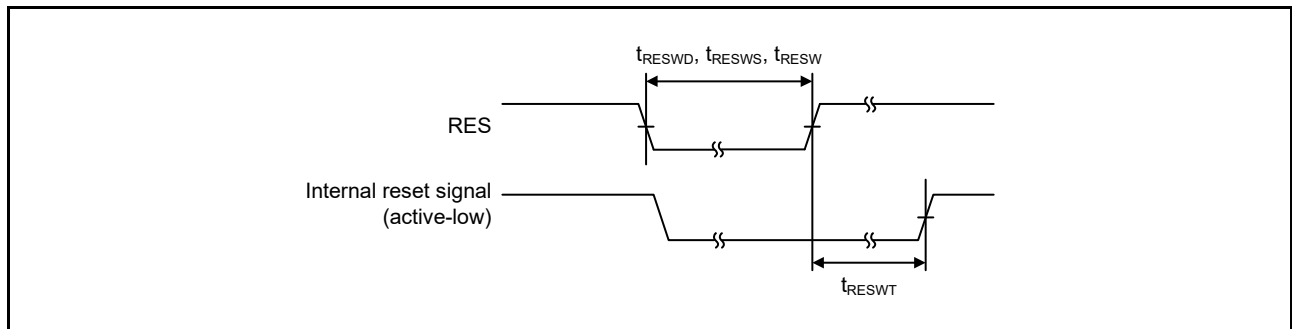 tRESWD, tRESWS, tRESW
RES
Internal reset signal
(active-low)
tRESWT